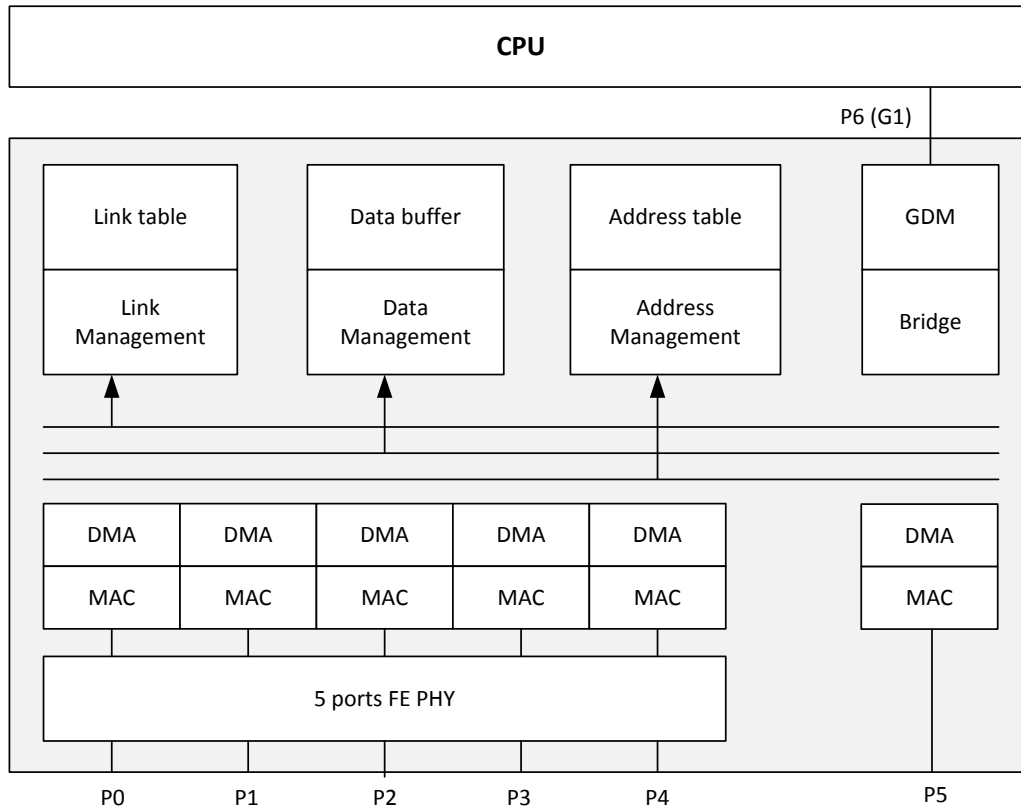 CPU
P6 (G1)
Link table
Data buffer
Address table
GDM
Link
Management
Data
Management
Address
Management
Bridge
DMA
DMA
DMA
DMA
DMA
DMA
MAC
MAC
MAC
MAC
MAC
MAC
5 ports FE PHY
P0
P1
P2
P3
P4
P5